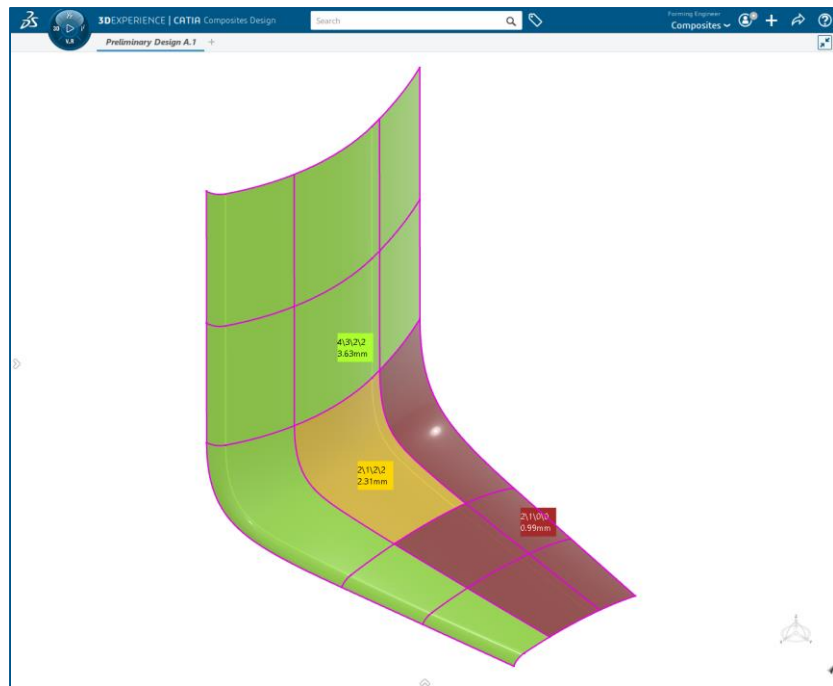 3DEXPERIENCE | CATIA Composites Design
Search
Forming Engineer
Composites
3D
V.R
Preliminary Design A.1
4\3\2\2
3.63mm
2\1\2\2
2.31mm
2\1\0\0
0.99mm